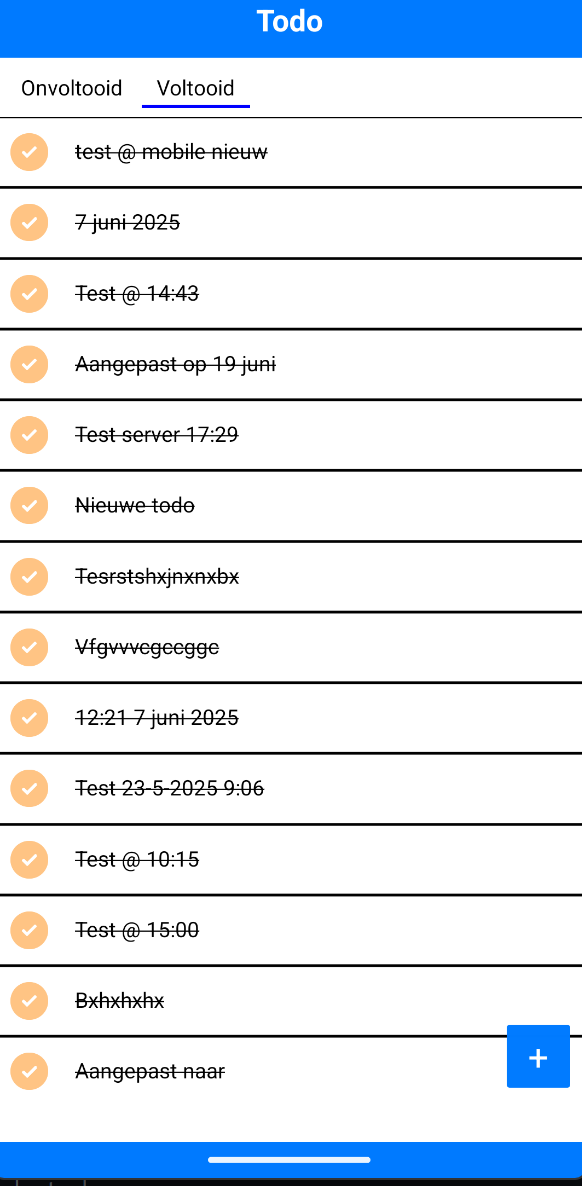 Todo
Onvoltooid Voltooid
test @ mobile nieuw
7 juni 2025
Test @ 14:43
Aangepast op 19 juni
Test server 17:29
Nieuwe todo
Tesrstshxjnxnxbx
Vfgvvvcgccggc
12:21 7 juni 2025
Test 23-5-2025 9:06
Test @ 10:15
Test @ 15:00
Bxhxhxhx
Aangepast naar
+